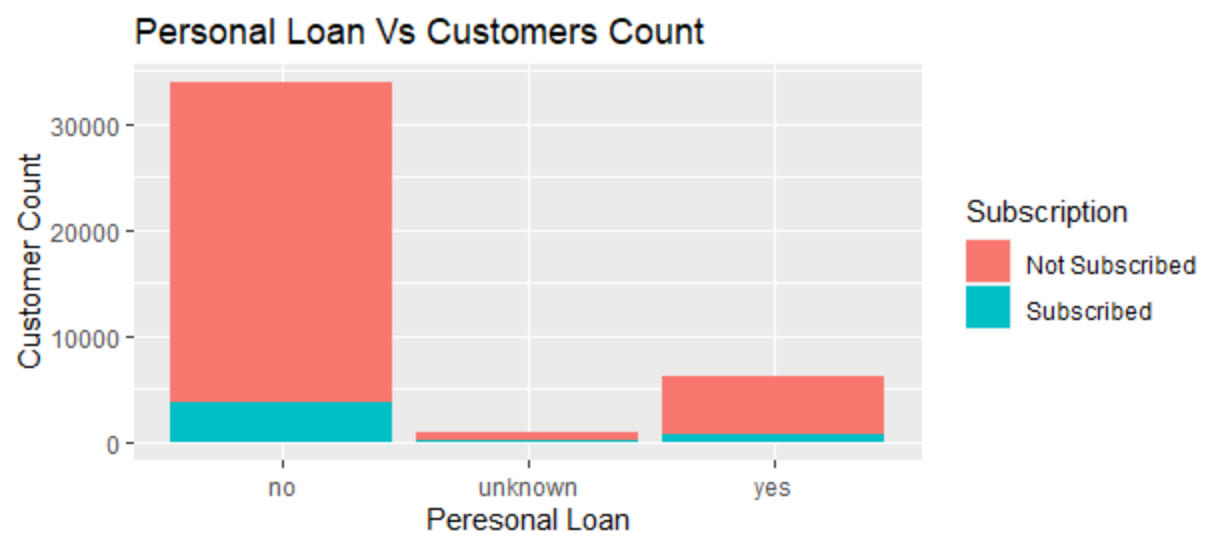 Personal Loan Vs Customers Count
Customer Count
30000
20000
10000
0
no
unknown
yes
Peresonal Loan
Subscription
Not Subscribed
Subscribed